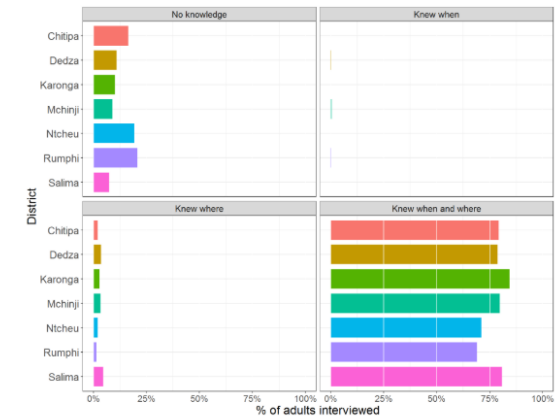 No knowledge
Knew when
Chitipa
Dedza
Karonga
Mchinji
Ntcheu
Rumphi
Salima
District
Knew where
Knew when and where
Chitipa
Dedza
Karonga
Mchinji
Ntcheu
Rumphi
Salima
0% 25% 50% 75% 100% 0% 25% 50% 75% 100%
% of adults interviewed